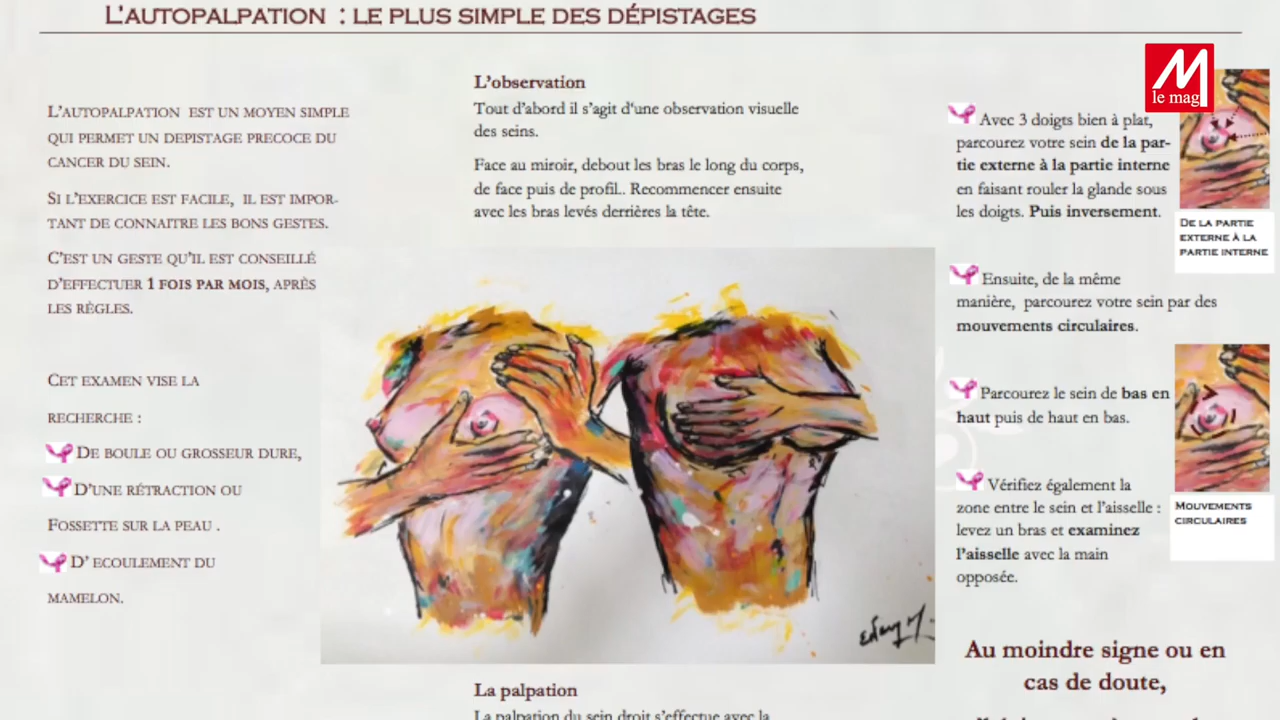 L'AUTOPALPATION : LE PLUS SIMPLE DES DÉPISTAGES
L'AUTOPALPATION EST UN MOYEN SIMPLE
QUI PERMET UN DEPISTAGE PRECOCE DU
CANCER DU SEIN.
SI L'EXERCICE EST FACILE, IL EST IMPOR-
TANT DE CONNAITRE LES BONS GESTES.
C'EST UN GESTE QU'IL EST CONSEILLÉ
D'EFFECTUER 1 FOIS PAR MOIS, APRÈS
LES RÈGLES.
CET EXAMEN VISE LA
RECHERCHE :
DE BOULE OU GROSSEUR DURE,
D'UNE RÉTRACTION OU
FOSSETTE SUR LA PEAU .
D' ECOULEMENT DU
MAMELON.
L'observation
Tout d'abord il s'agit d'une observation visuelle
des seins.
Face au miroir, debout les bras le long du corps,
de face puis de profil.. Recommencer ensuite
avec les bras levés derrières la tête.
La palpation
La palpation du sein droit s'effectue avec la
M
le mag
Avec 3 doigts bien à plat,
parcourez votre sein de la par-
tie externe à la partie interne
en faisant rouler la glande sous
les doigts. Puis inversement.
DE LA PARTIE
EXTERNE À LA
PARTIE INTERNE
Ensuite, de la même
manière, parcourez votre sein par des
mouvements circulaires.
Parcourez le sein de bas en
haut puis de haut en bas.
MOUVEMENTS
CIRCULAIRES
Vérifiez également la
zone entre le sein et l'aisselle :
levez un bras et examinez
l'aisselle avec la main
opposée.
Au moindre signe ou en
cas de doute,